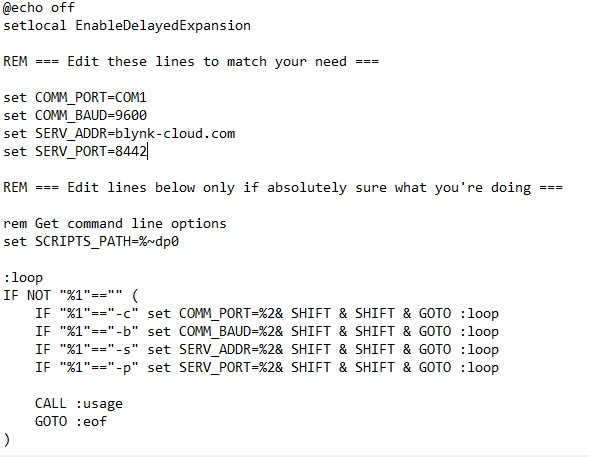 @echo off
setlocal EnableDelayedExpansion
REM === Edit these lines to match your need ===
set COMM_PORT=COM1
set COMM_BAUD=9600
set SERV_ADDR=blynk-cloud.com
set SERV_PORT=8442
REM === Edit lines below only if absolutely sure what you're doing ===
rem Get command line options
set SCRIPTS_PATH=%~dp0
:loop
IF NOT "%1"=="" (
    IF "%1"=="-c" set COMM_PORT=%2& SHIFT & SHIFT & GOTO :loop
    IF "%1"=="-b" set COMM_BAUD=%2& SHIFT & SHIFT & GOTO :loop
    IF "%1"=="-s" set SERV_ADDR=%2& SHIFT & SHIFT & GOTO :loop
    IF "%1"=="-p" set SERV_PORT=%2& SHIFT & SHIFT & GOTO :loop
    CALL :usage
    GOTO :eof
)